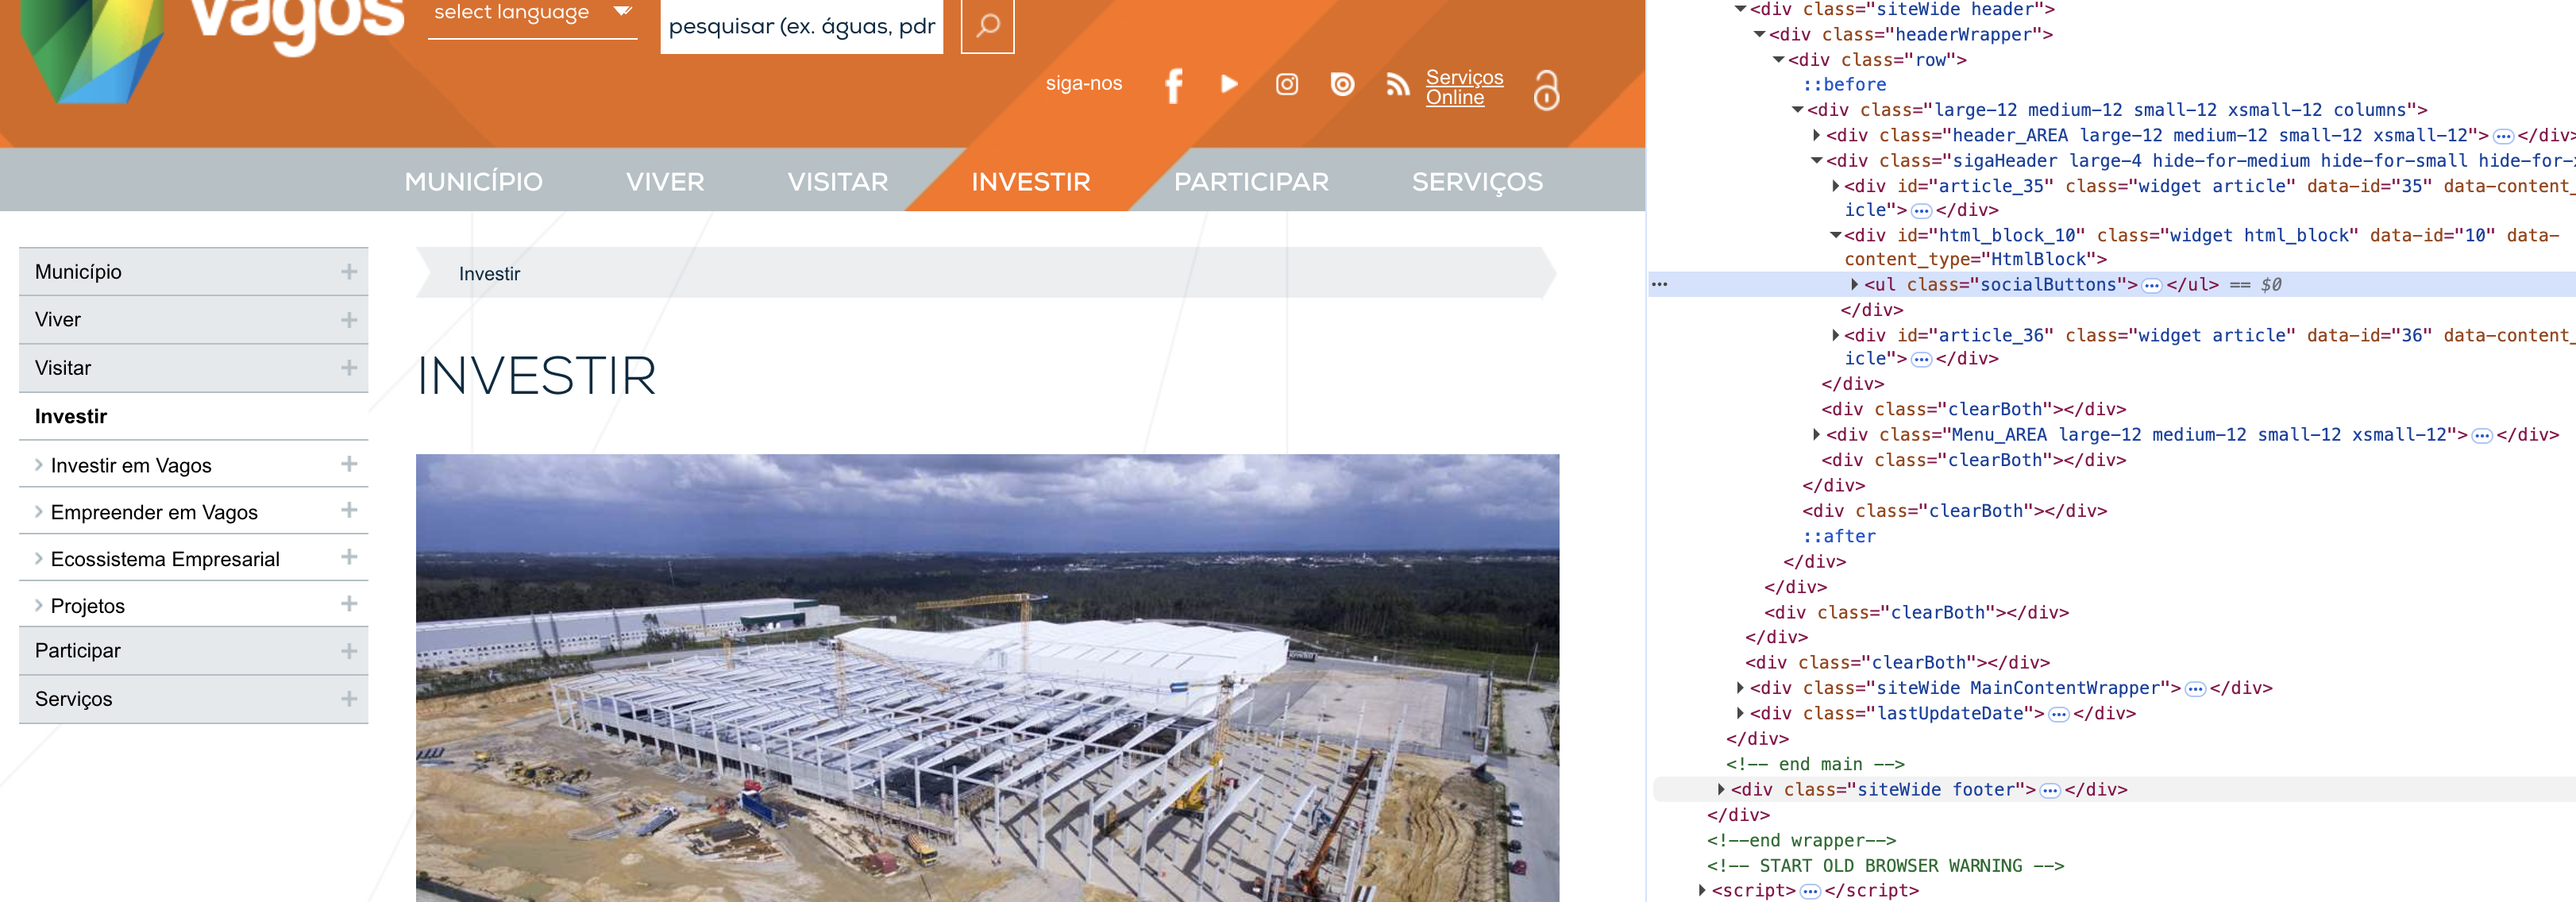 vagos
select language
pesquisar (ex. águas, pdr
siga-nos
Serviços
Online
MUNICÍPIO
VIVER
VISITAR
INVESTIR
PARTICIPAR
SERVIÇOS
Município
Viver
Visitar
Investir
Investir em Vagos
Empreender em Vagos
Ecossistema Empresarial
Projetos
Participar
Serviços
Investir
INVESTIR
<div class="siteWide header">
<div class="headerWrapper">
<div class="row">
::before
<div class="large-12 medium-12 small-12 xsmall-12 columns">
<div class="header_AREA large-12 medium-12 small-12 xsmall-12">…</div>
<div class="sigaHeader large-4 hide-for-medium hide-for-small hide-for-
<div id="article_35" class="widget article" data-id="35" data-content_
icle">…</div>
<div id="html_block_10" class="widget html_block" data-id="10" data-
content_type="HtmlBlock">
<ul class="socialButtons">…</ul> == $0
</div>
<div id="article_36" class="widget article" data-id="36" data-content_
icle">…</div>
</div>
<div class="clearBoth"></div>
<div class="Menu_AREA large-12 medium-12 small-12 xsmall-12">…</div>
<div class="clearBoth"></div>
</div>
<div class="clearBoth"></div>
::after
</div>
</div>
<div class="clearBoth"></div>
</div>
<div class="clearBoth"></div>
<div class="siteWide MainContentWrapper">…</div>
<div class="lastUpdateDate">…</div>
</div>
<!-- end main -->
<div class="siteWide footer">…</div>
</div>
<!--end wrapper-->
<!-- START OLD BROWSER WARNING -->
<script>…</script>